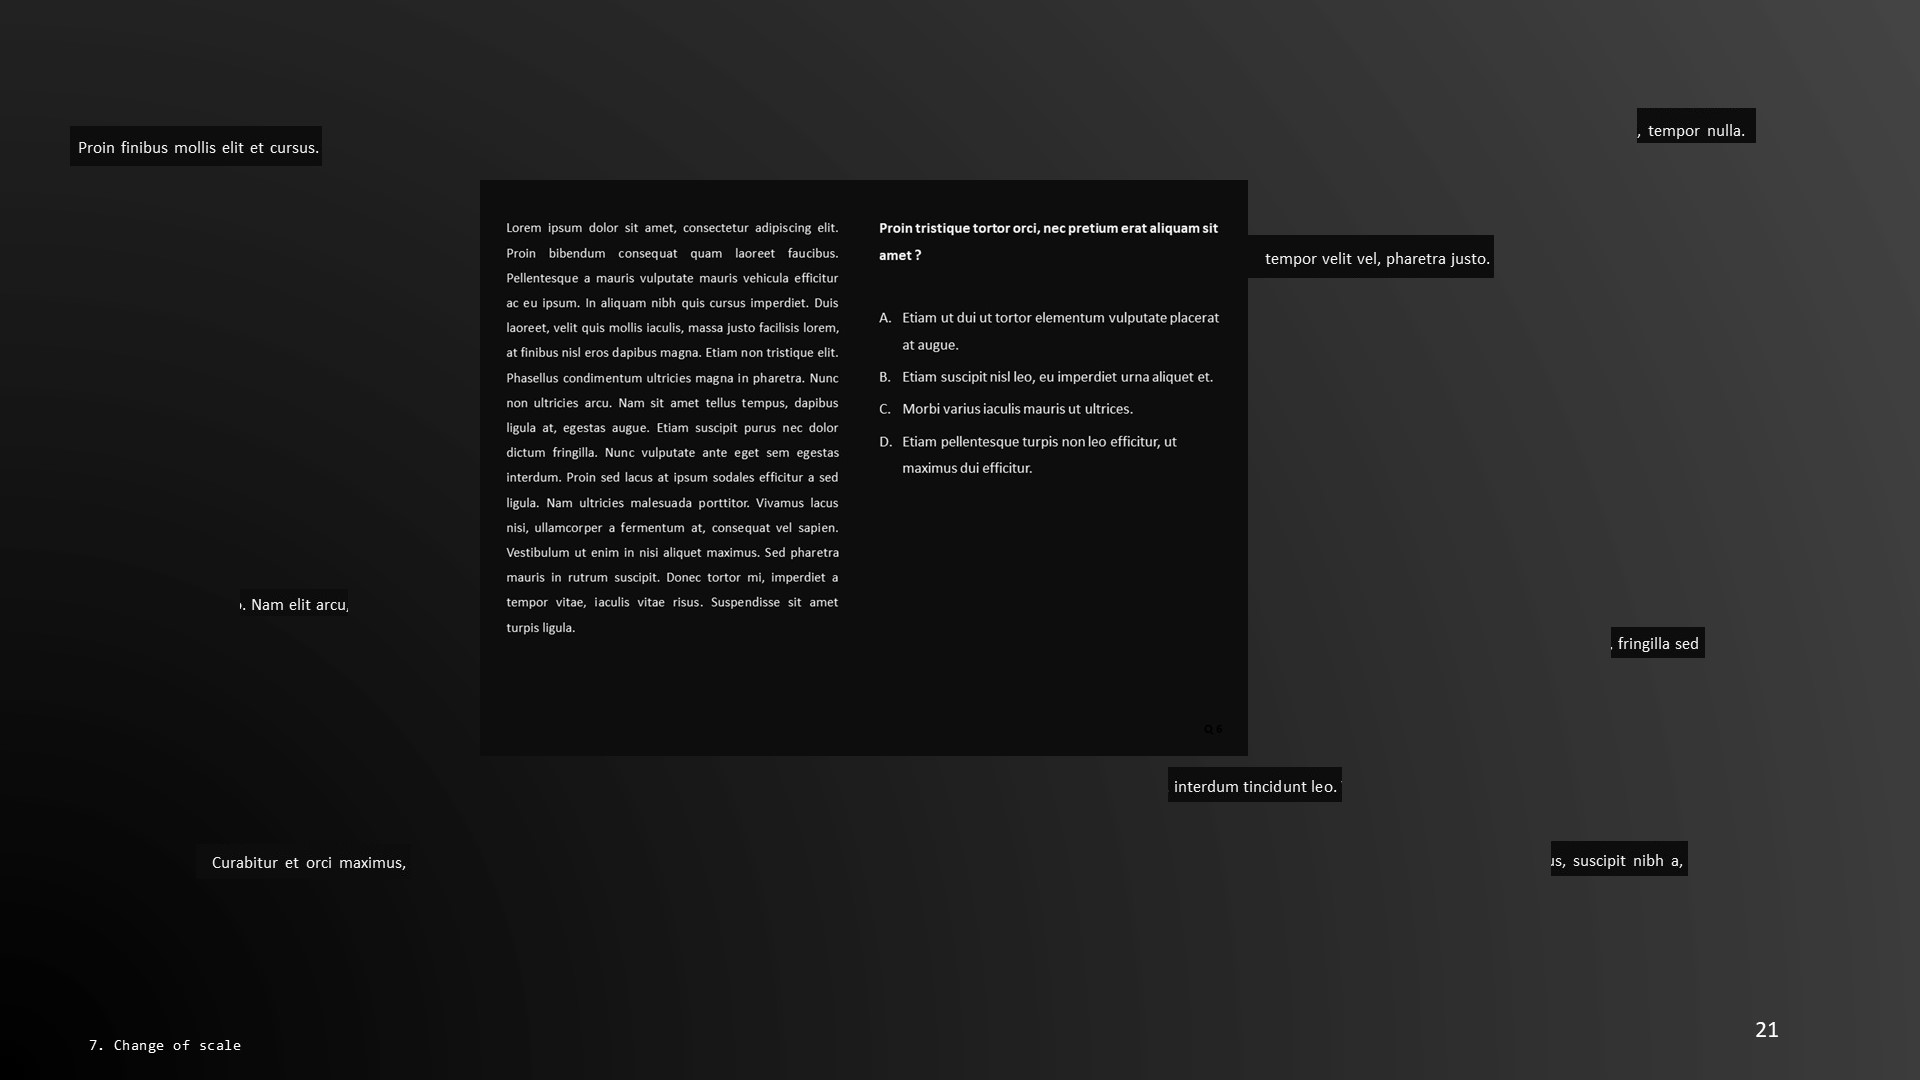 Proin finibus mollis elit et cursus.
, tempor nulla.
Lorem ipsum dolor sit amet, consectetur adipiscing elit.
Proin bibendum consequat quam laoreet faucibus.
Pellentesque a mauris vulputate mauris vehicula efficitur
ac eu ipsum. In aliquam nibh quis cursus imperdiet. Duis
laoreet, velit quis mollis iaculis, massa justo facilisis lorem,
at finibus nisl eros dapibus magna. Etiam non tristique elit.
Phasellus condimentum ultricies magna in pharetra. Nunc
non ultricies arcu. Nam sit amet tellus tempus, dapibus
ligula at, egestas augue. Etiam suscipit purus nec dolor
dictum fringilla. Nunc vulputate ante eget sem egestas
interdum. Proin sed lacus at ipsum sodales efficitur a sed
ligula. Nam ultricies malesuada porttitor. Vivamus lacus
nisi, ullamcorper a fermentum at, consequat vel sapien.
Vestibulum ut enim in nisi aliquet maximus. Sed pharetra
mauris in rutrum suscipit. Donec tortor mi, imperdiet a
tempor vitae, iaculis vitae risus. Suspendisse sit amet
turpis ligula.
Proin tristique tortor orci, nec pretium erat aliquam sit
amet ?
A. Etiam ut dui ut tortor elementum vulputate placerat
at augue.
B. Etiam suscipit nisl leo, eu imperdiet urna aliquet et.
C. Morbi varius iaculis mauris ut ultrices.
D. Etiam pellentesque turpis non leo efficitur, ut
maximus dui efficitur.
tempor velit vel, pharetra justo.
. Nam elit arcu,
, fringilla sed
interdum tincidunt leo.
Curabitur et orci maximus,
us, suscipit nibh a,
7. Change of scale
21